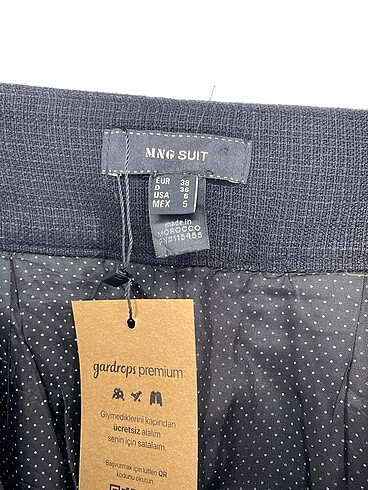 MNG SUIT
EUR 38
D 36
USA 6
MEX 5
made in
MOROCCO
gardrops premium
Giymediklerini kapından
ücretsiz alalım
senin için satalım
Başvurmak için lütfen QR
kodunu okutun